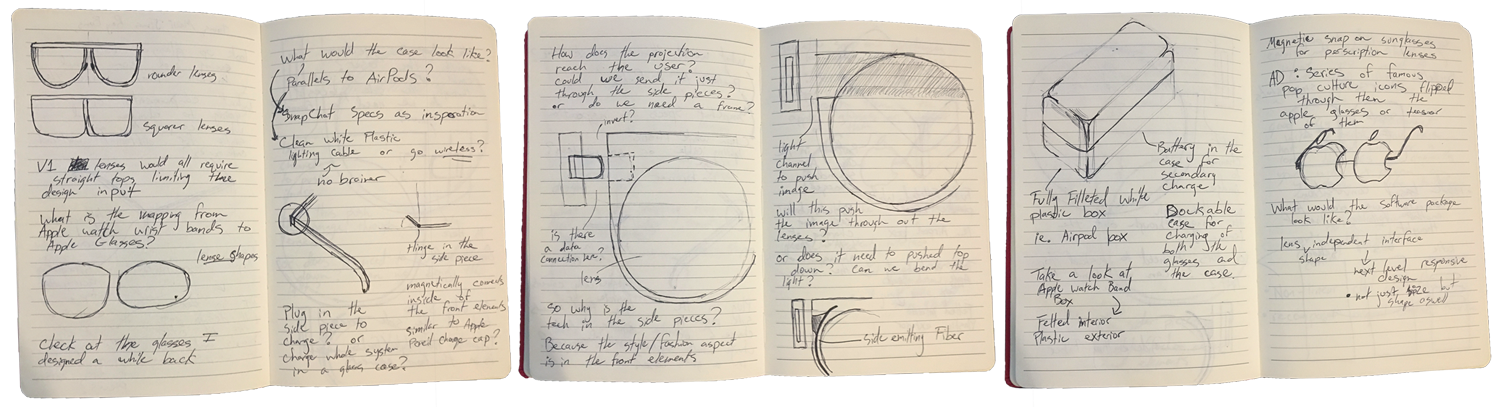 rounder lenses
squarer lenses
V1 lenses would all require
straight tops limiting the
design input
What is the mapping from
Apple watch wrist bands to
Apple Glasses?
lense shapes
Check out the glasses I
designed a while back
What would the case look like?
Parallels to AirPods?
SnapChat Specs as insperation
Clean white Plastic
lighting cable or go wireless?
no brainer
Hinge in the
side piece
magnetically connects
inside of
the front elements
similar to Apple
Pencil charge cap?
Plug in the
side piece to
charge? or
charge whole system
in a glass case?
How does the projection
reach the user?
could we send it just
through the side pieces?
or do we need a frame?
invert?
is there
a data
connection here?
lens
so why is the
tech in the side pieces?
Because the style/fashion aspect
is in the front elements
light
channel
to push
image
will this push
the image through out the
lenses?
or does it need to pushed top
down? Can we bend the
light?
side emitting Fiber
Battery in the
case for
secondary
charge
Fully Filleted White
plastic box
ie. Airpod box
Dockable
case for
charging of
both the
glasses and
the case.
Take a look at
Apple watch Band
Box
Felted interior
Plastic exterior
Magnetic snap on sunglasses
for perscription lenses
AD: Series of famous
pop culture icons flipped
through them the
apple glasses or
of them
What would the software package
look like?
lens independent interface
shape
next level responsive
design
• not just size but
shape aswell